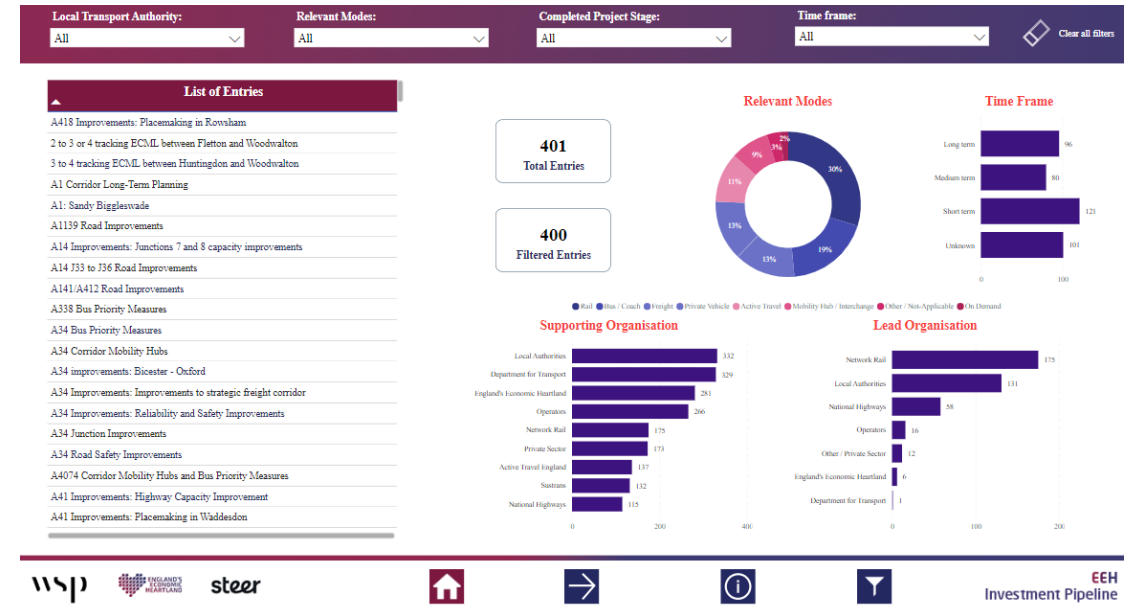 Local Transport Authority:
Relevant Modes:
Completed Project Stage:
Time frame:
All
All
All
All
Clear all filters
List of Entries
A418 Improvements: Placemaking in Rowsham
2 to 3 or 4 tracking ECML between Fletton and Woodwalton
3 to 4 tracking ECML between Huntingdon and Woodwalton
A1 Corridor Long-Term Planning
A1: Sandy Biggleswade
A1139 Road Improvements
A14 Improvements: Junctions 7 and 8 capacity improvements
A14 J33 to J36 Road Improvements
A141/A412 Road Improvements
A338 Bus Priority Measures
A34 Bus Priority Measures
A34 Corridor Mobility Hubs
A34 improvements: Bicester - Oxford
A34 Improvements: Improvements to strategic freight corridor
A34 Improvements: Reliability and Safety Improvements
A34 Junction Improvements
A34 Road Safety Improvements
A4074 Corridor Mobility Hubs and Bus Priority Measures
A41 Improvements: Highway Capacity Improvement
A41 Improvements: Placemaking in Waddesdon
401
Total Entries
400
Filtered Entries
Relevant Modes
30%
19%
13%
13%
11%
9%
3%
2%
Rail Bus / Coach Freight Private Vehicle Active Travel Mobility Hub / Interchange Other / Not-Applicable On Demand
Time Frame
Long term 96
Medium term 80
Short term 121
Unknown 101
0 100
Supporting Organisation
Local Authorities 332
Department for Transport 329
England's Economic Heartland 281
Operators 266
Network Rail 175
Private Sector 173
Active Travel England 137
Sustrans 132
National Highways 115
0 200 400
Lead Organisation
Network Rail 175
Local Authorities 131
National Highways 58
Operators 16
Other / Private Sector 12
England's Economic Heartland 6
Department for Transport 1
0 100 200
wsp
ENGLAND'S
ECONOMIC
HEARTLAND
steer
EEH
Investment Pipeline